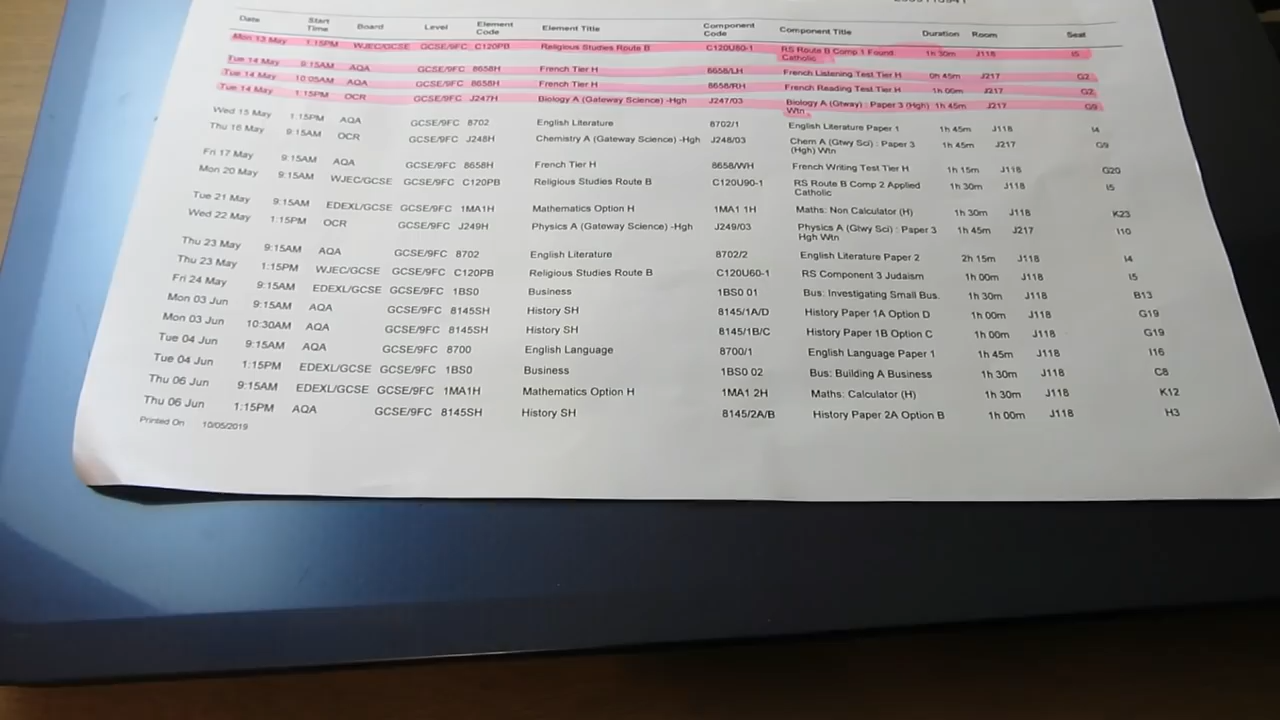 Date Start Time Board Level Element Code Element Title Component Code Component Title Duration Room Seat
Mon 13 May 1:15PM WJEC/GCSE GCSE/9FC C120PB Religious Studies Route B C120U80-1 RS Route B Comp 1 Found Catholic 1h 30m J118 I5
Tue 14 May 9:15AM AQA GCSE/9FC 8658H French Tier H 8658/LH French Listening Test Tier H 0h 45m J217 G2
Tue 14 May 10:05AM AQA GCSE/9FC 8658H French Tier H 8658/RH French Reading Test Tier H 1h 00m J217 G2
Tue 14 May 1:15PM OCR GCSE/9FC J247H Biology A (Gateway Science) -Hgh J247/03 Biology A (Gtway) : Paper 3 (Hgh) Wtn 1h 45m J217 G9
Wed 15 May 1:15PM AQA GCSE/9FC 8702 English Literature 8702/1 English Literature Paper 1 1h 45m J118 I4
Thu 16 May 9:15AM OCR GCSE/9FC J248H Chemistry A (Gateway Science) -Hgh J248/03 Chem A (Gtwy Sci) : Paper 3 (Hgh) Wtn 1h 45m J217 G9
Fri 17 May 9:15AM AQA GCSE/9FC 8658H French Tier H 8658/WH French Writing Test Tier H 1h 15m J118 G20
Mon 20 May 9:15AM WJEC/GCSE GCSE/9FC C120PB Religious Studies Route B C120U90-1 RS Route B Comp 2 Applied Catholic 1h 30m J118 I5
Tue 21 May 9:15AM EDEXL/GCSE GCSE/9FC 1MA1H Mathematics Option H 1MA1 1H Maths: Non Calculator (H) 1h 30m J118 K23
Wed 22 May 1:15PM OCR GCSE/9FC J249H Physics A (Gateway Science) -Hgh J249/03 Physics A (Gtwy Sci) : Paper 3 Hgh Wtn 1h 45m J217 I10
Thu 23 May 9:15AM AQA GCSE/9FC 8702 English Literature 8702/2 English Literature Paper 2 2h 15m J118 I4
Thu 23 May 1:15PM WJEC/GCSE GCSE/9FC C120PB Religious Studies Route B C120U60-1 RS Component 3 Judaism 1h 00m J118 I5
Fri 24 May 9:15AM EDEXL/GCSE GCSE/9FC 1BS0 Business 1BS0 01 Bus: Investigating Small Bus. 1h 30m J118 B13
Mon 03 Jun 9:15AM AQA GCSE/9FC 8145SH History SH 8145/1A/D History Paper 1A Option D 1h 00m J118 G19
Mon 03 Jun 10:30AM AQA GCSE/9FC 8145SH History SH 8145/1B/C History Paper 1B Option C 1h 00m J118 G19
Tue 04 Jun 9:15AM AQA GCSE/9FC 8700 English Language 8700/1 English Language Paper 1 1h 45m J118 I16
Tue 04 Jun 1:15PM EDEXL/GCSE GCSE/9FC 1BS0 Business 1BS0 02 Bus: Building A Business 1h 30m J118 C8
Thu 06 Jun 9:15AM EDEXL/GCSE GCSE/9FC 1MA1H Mathematics Option H 1MA1 2H Maths: Calculator (H) 1h 30m J118 K12
Thu 06 Jun 1:15PM AQA GCSE/9FC 8145SH History SH 8145/2A/B History Paper 2A Option B 1h 00m J118 H3
Printed On 10/05/2019